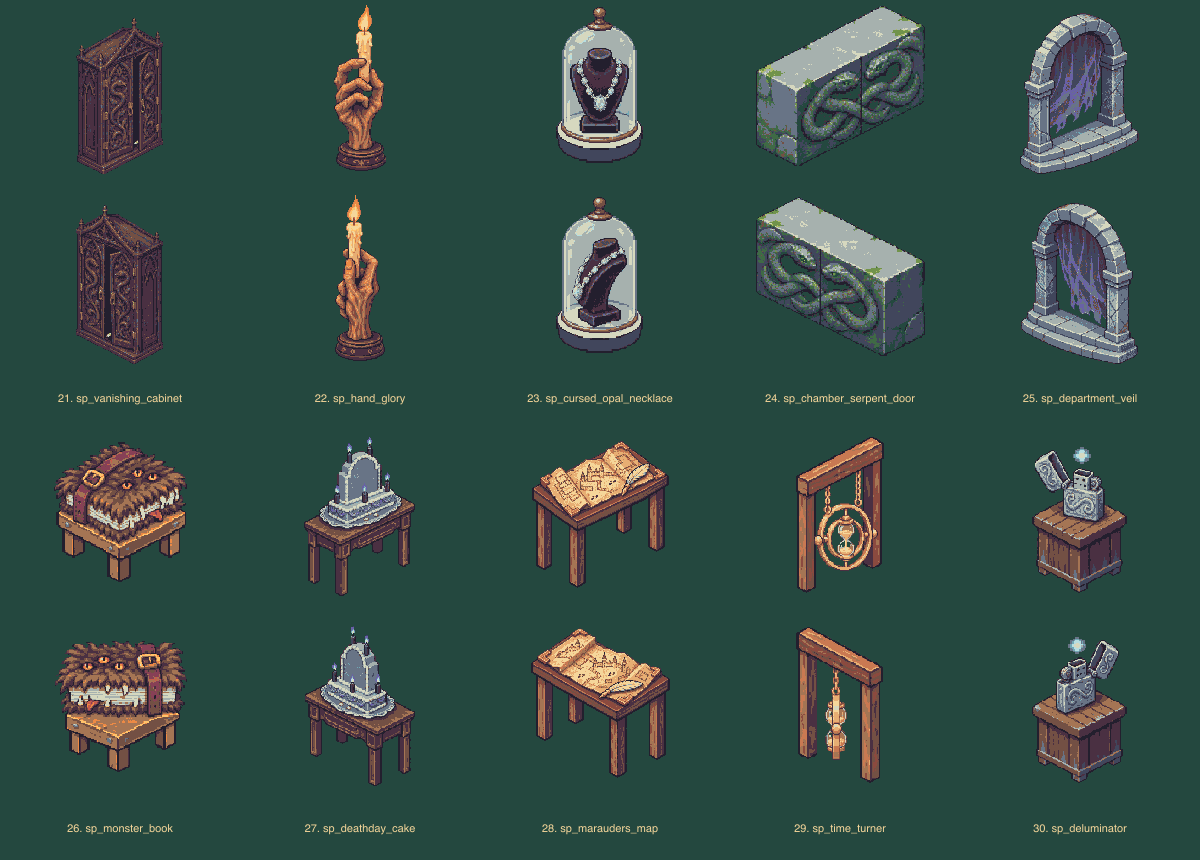 21. sp_vanishing_cabinet
22. sp_hand_glory
23. sp_cursed_opal_necklace
24. sp_chamber_serpent_door
25. sp_department_veil
26. sp_monster_book
27. sp_deathday_cake
28. sp_marauders_map
29. sp_time_turner
30. sp_deluminator